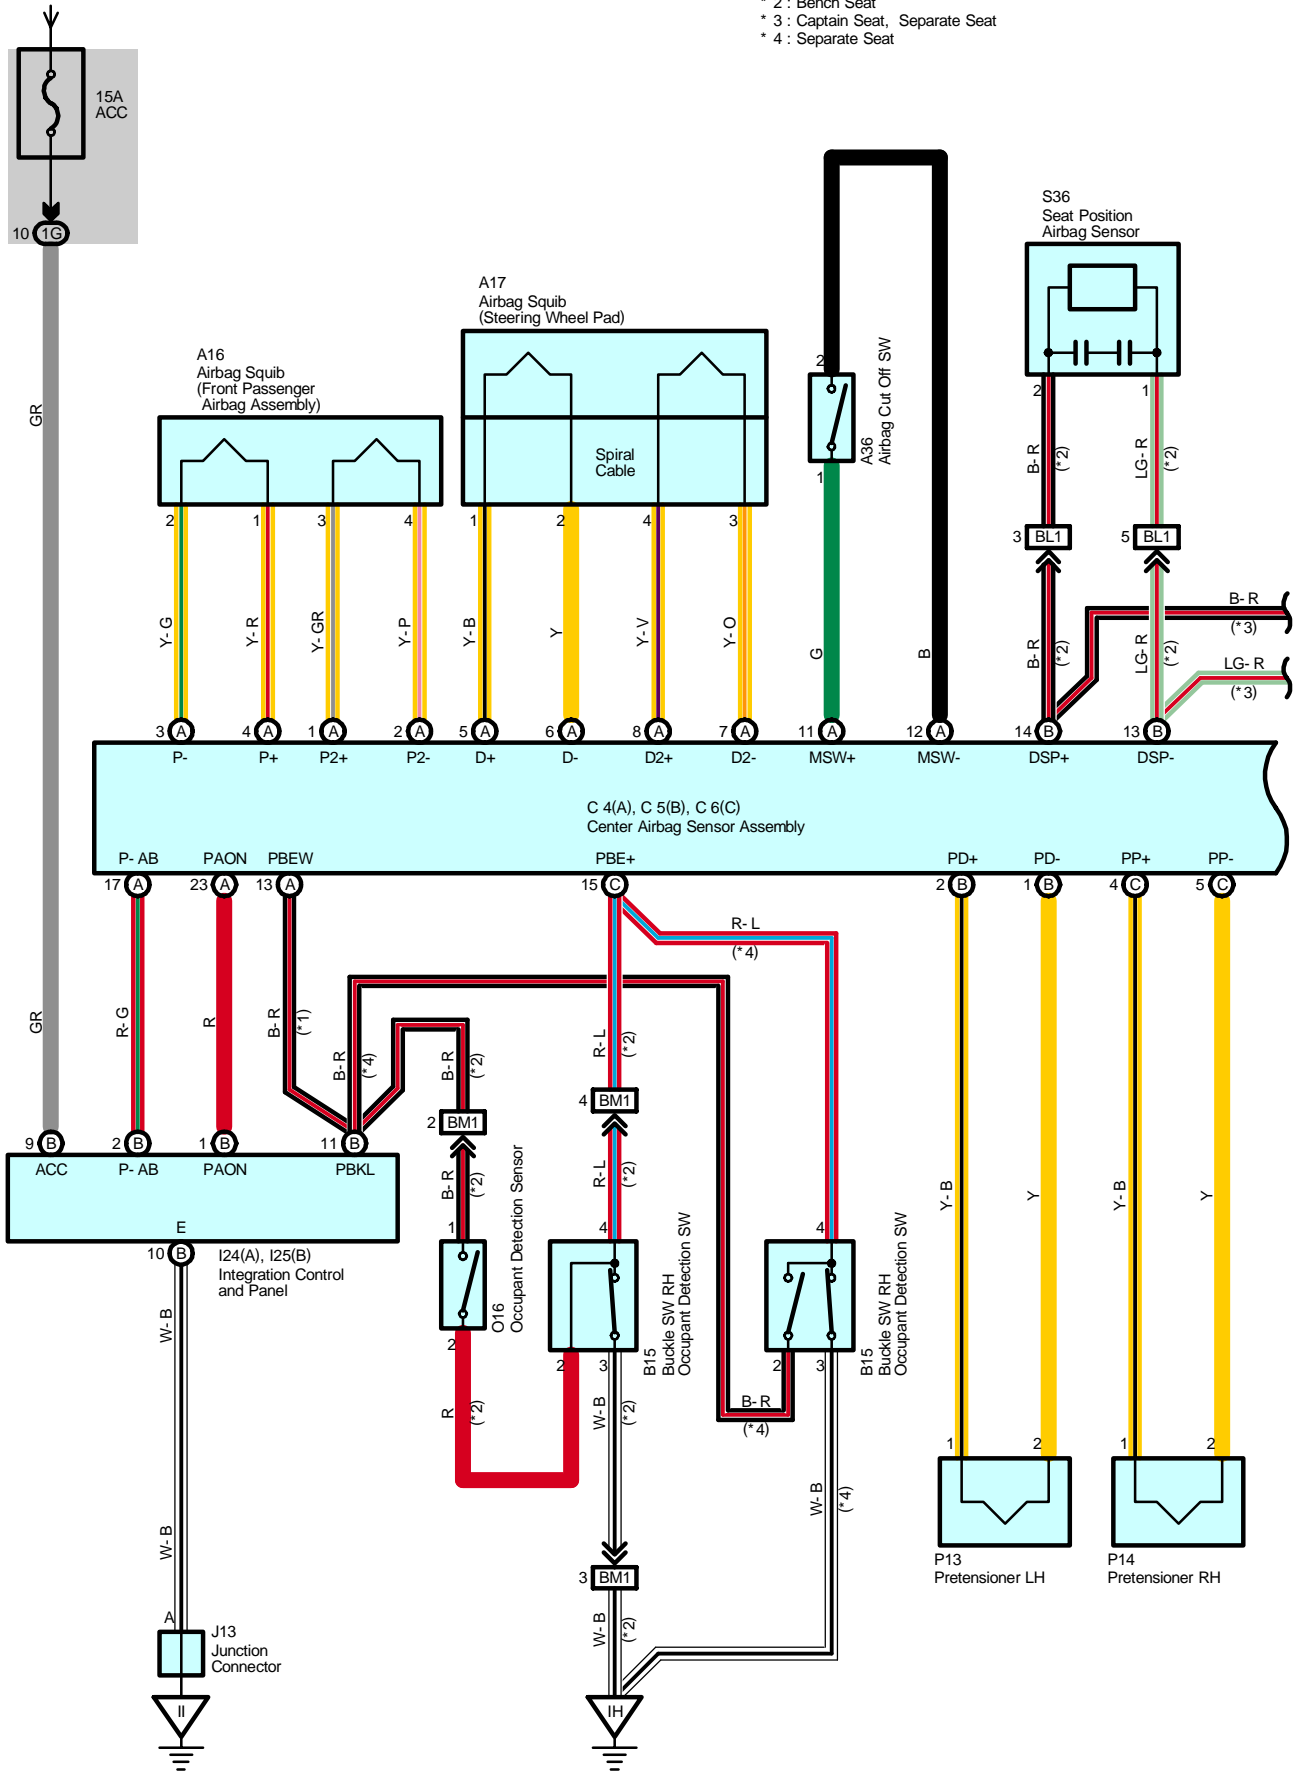 * 2 : Bench Seat
* 3 : Captain Seat, Separate Seat
* 4 : Separate Seat
15A
ACC
10 1G
S36
Seat Position
Airbag Sensor
A17
Airbag Squib
(Steering Wheel Pad)
A16
Airbag Squib
(Front Passenger
Airbag Assembly)
Spiral
Cable
2
A36
Airbag Cut Off SW
1
2 1
GR
B-R (*2)
LG-R (*2)
2 1 3 4
1 2 4 3
3 BL1
5 BL1
Y-G
Y-R
Y-GR
Y-P
Y-B
Y
Y-V
Y-O
G
B
B-R (*2)
LG-R (*2)
B-R
(*3)
LG-R
(*3)
3 A
4 A
1 A
2 A
5 A
6 A
8 A
7 A
11 A
12 A
14 B
13 B
P- P+ P2+ P2- D+ D- D2+ D2- MSW+ MSW- DSP+ DSP-
C 4(A), C 5(B), C 6(C)
Center Airbag Sensor Assembly
P-AB PAON PBEW PBE+ PD+ PD- PP+ PP-
17 A
23 A
13 A
15 C
2 B
1 B
4 C
5 C
R-L
(*4)
GR
R-G
R
B-R (*1)
B-R (*4)
B-R (*2)
R-L (*2)
2 BM1
4 BM1
B-R (*2)
R-L (*2)
Y-B
Y
Y-B
Y
9 B
2 B
1 B
11 B
ACC P-AB PAON PBKL
E
10 B
I24(A), I25(B)
Integration Control
and Panel
1
O16
Occupant Detection Sensor
2
4
B15
Buckle SW RH
Occupant Detection SW
2 3
4
B15
Buckle SW RH
Occupant Detection SW
2 3
W-B
R (*2)
W-B (*2)
B-R
(*4)
W-B (*4)
1 2
1 2
P13
Pretensioner LH
P14
Pretensioner RH
W-B
3 BM1
W-B (*2)
A
J13
Junction
Connector
II
IH